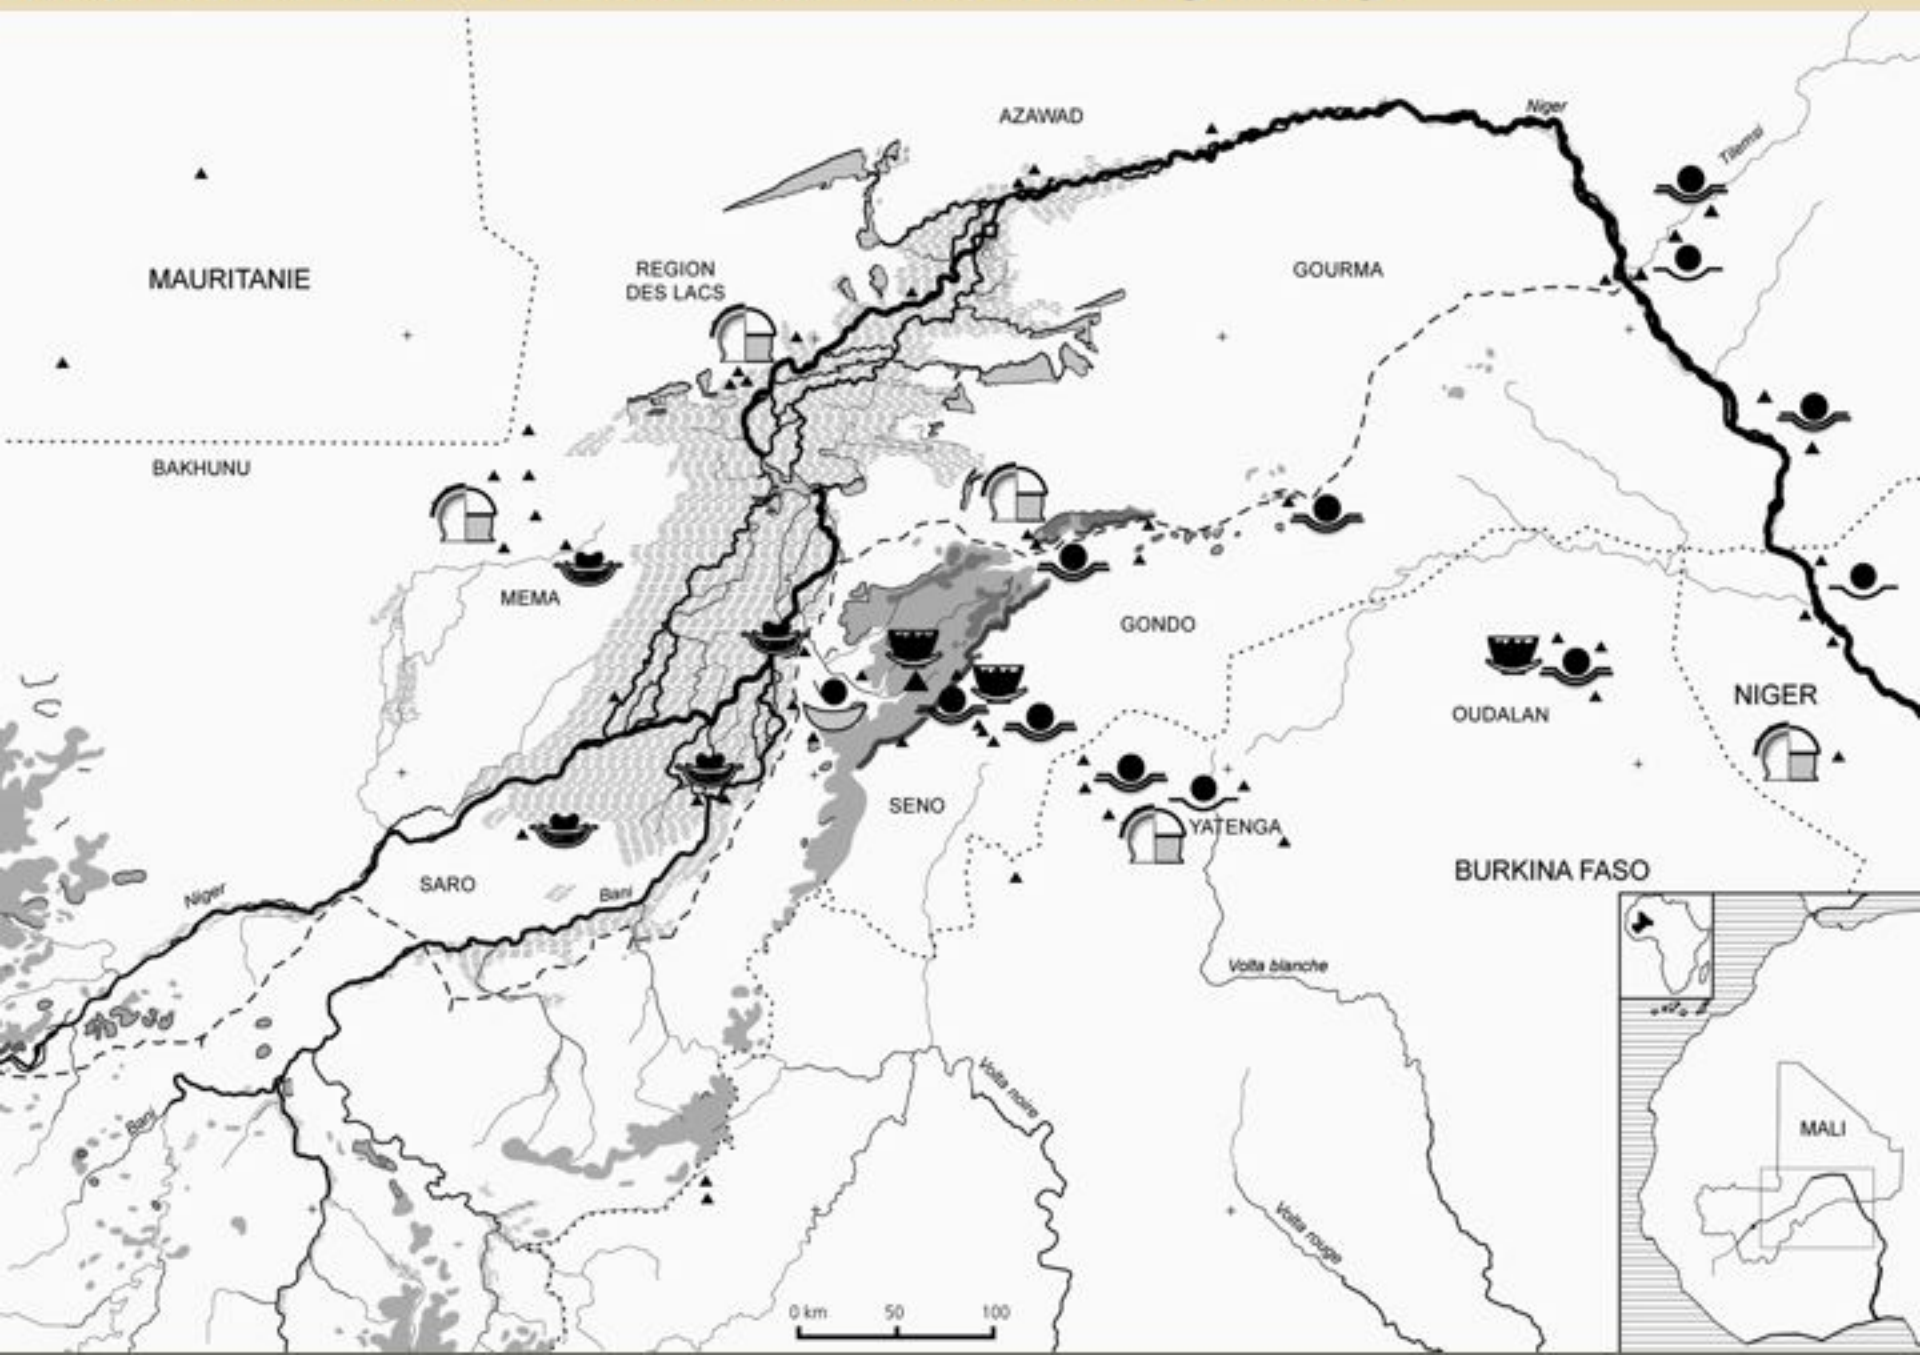 AZAWAD
Niger
Tilemsi
MAURITANIE
REGION
DES LACS
GOURMA
BAKHUNU
MEMA
GONDO
OUDALAN
NIGER
SENO
YATENGA
BURKINA FASO
SARO
Niger
Bani
Volta blanche
Volta noire
Bani
MALI
Volta rouge
0 km 50 100